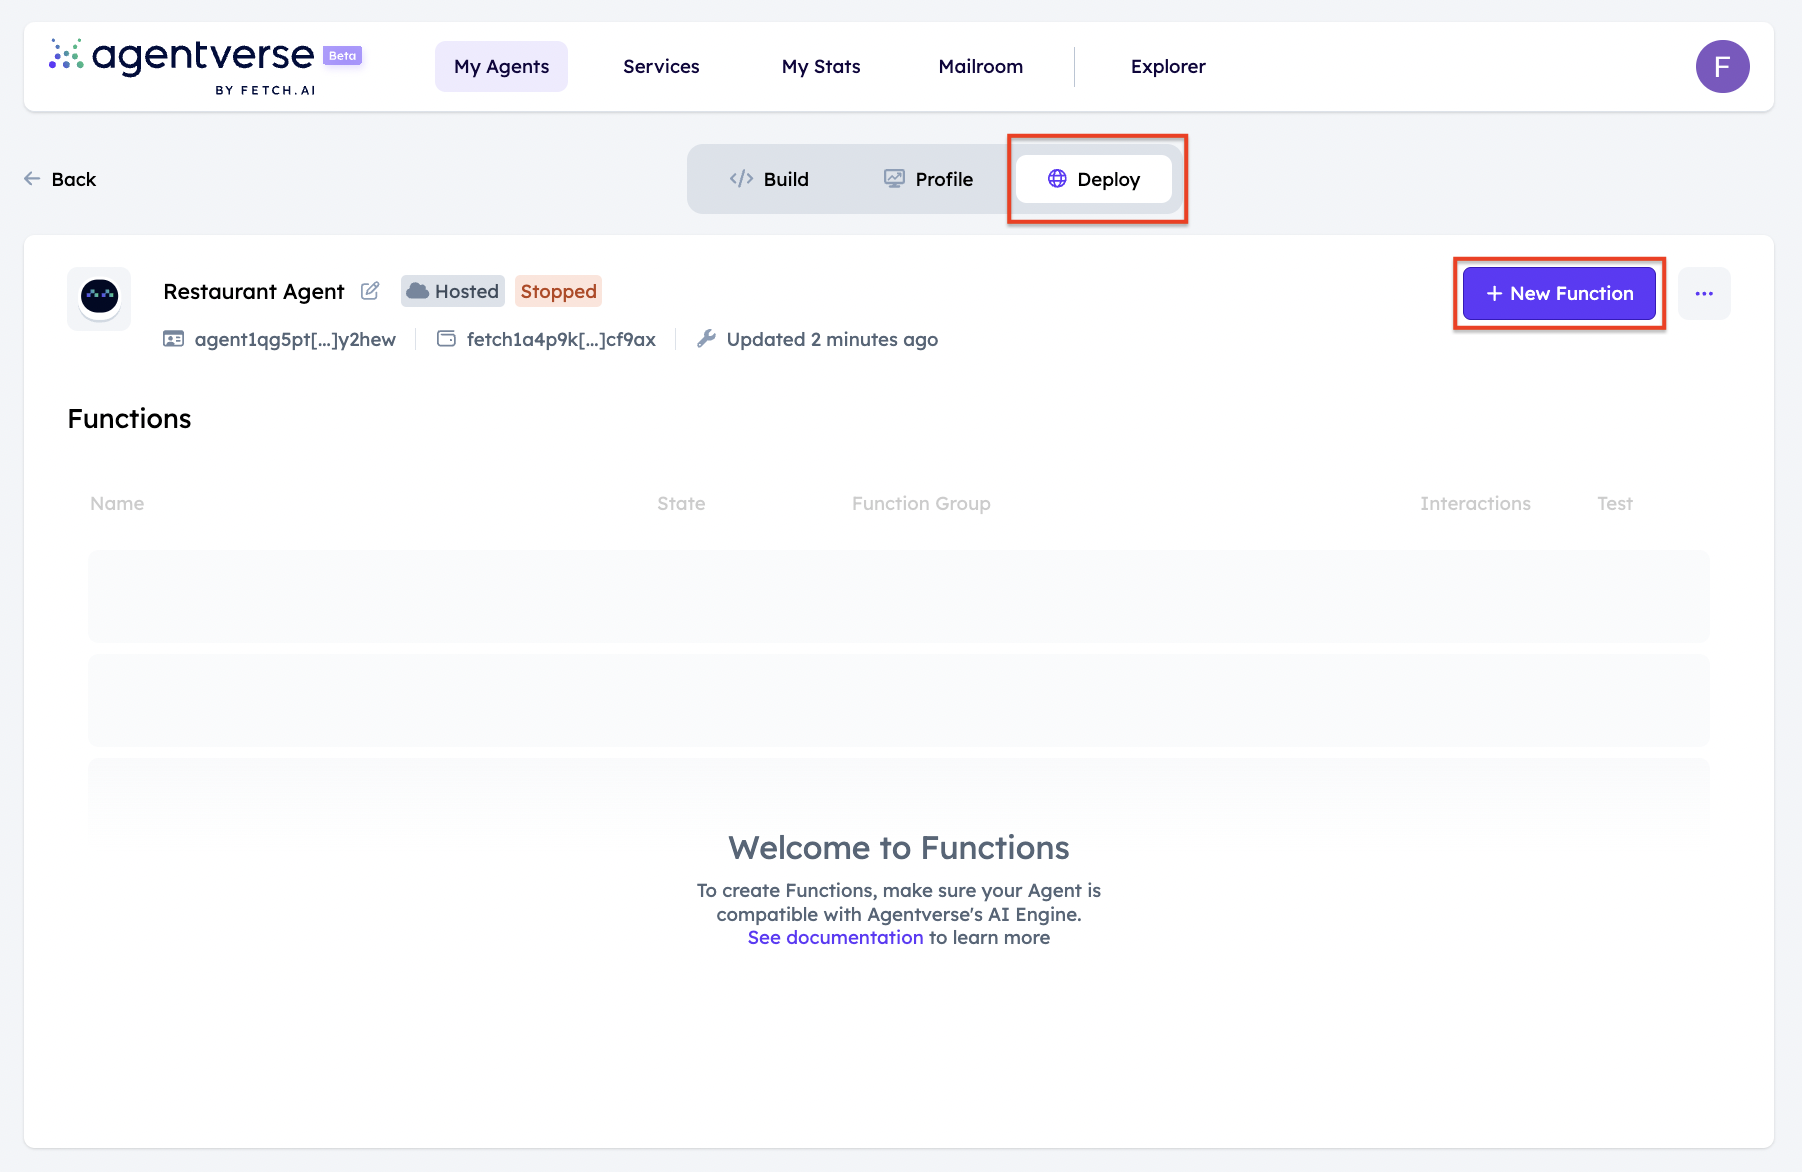 agentverse Beta
BY FETCH.AI
My Agents Services My Stats Mailroom Explorer
F
Back
</> Build Profile Deploy
Restaurant Agent Hosted Stopped
+ New Function ...
agent1qg5pt[...]y2hew fetch1a4p9k[...]cf9ax Updated 2 minutes ago
Functions
Name State Function Group Interactions Test
Welcome to Functions
To create Functions, make sure your Agent is
compatible with Agentverse's AI Engine.
See documentation to learn more